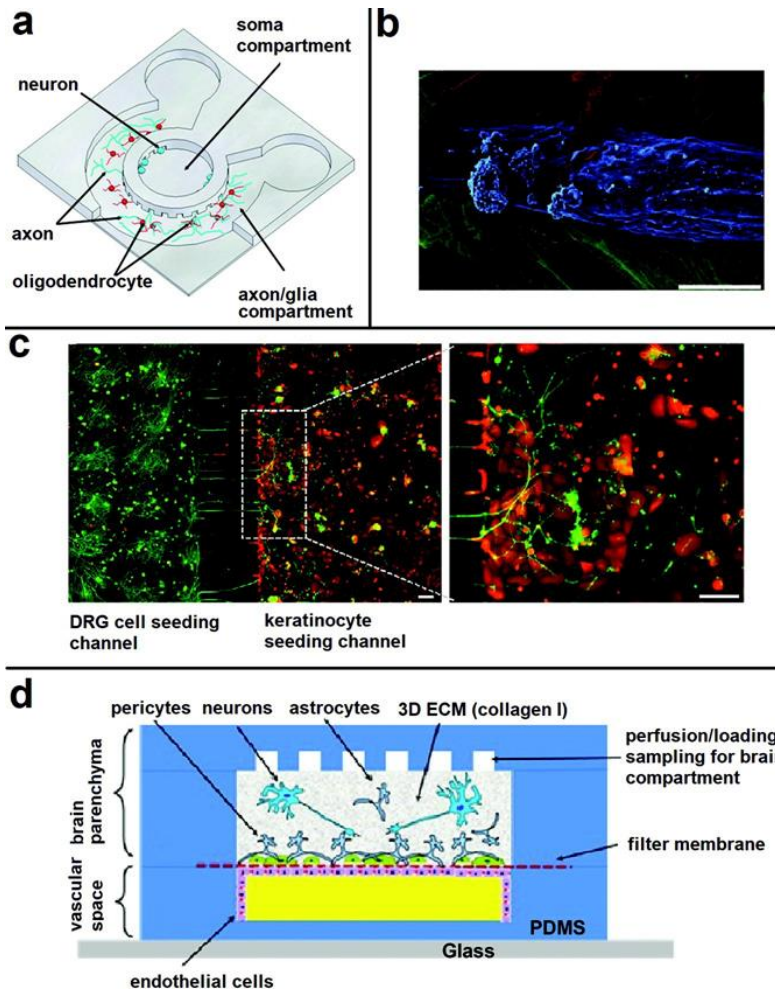 a
soma
compartment
neuron
axon
oligodendrocyte
axon/glia
compartment
b
c
DRG cell seeding
channel
keratinocyte
seeding channel
d
pericytes neurons astrocytes 3D ECM (collagen I)
perfusion/loading
sampling for brain
compartment
brain
parenchyma
filter membrane
vascular
space
PDMS
Glass
endothelial cells